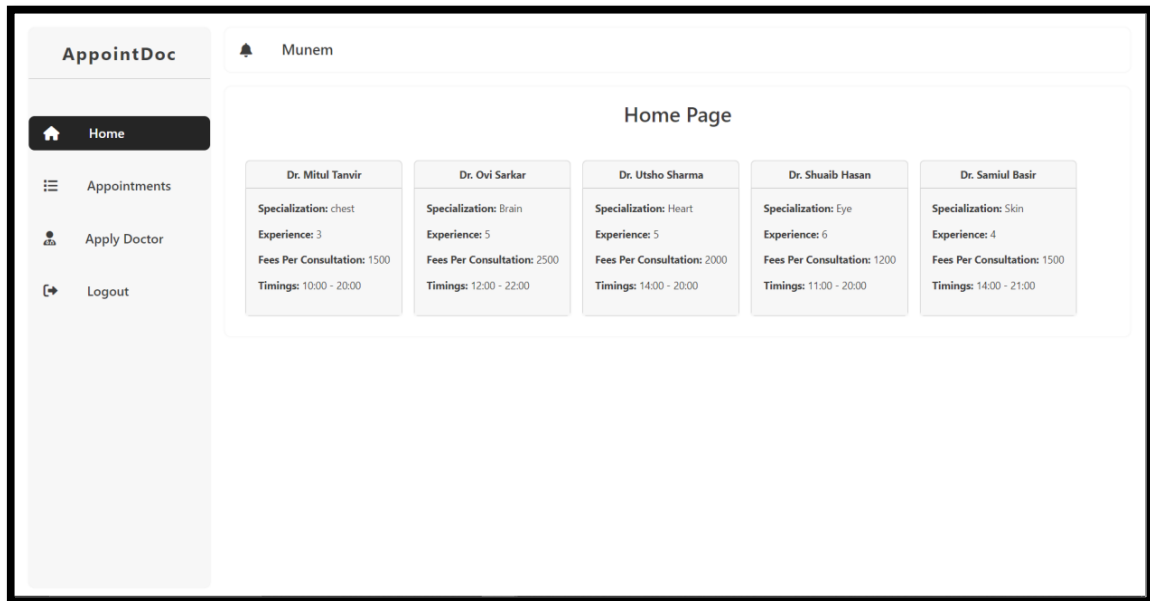 AppointDoc
Home
Appointments
Apply Doctor
Logout
Munem
Home Page
Dr. Mitul Tanvir
Specialization: chest
Experience: 3
Fees Per Consultation: 1500
Timings: 10:00 - 20:00
Dr. Ovi Sarkar
Specialization: Brain
Experience: 5
Fees Per Consultation: 2500
Timings: 12:00 - 22:00
Dr. Utsho Sharma
Specialization: Heart
Experience: 5
Fees Per Consultation: 2000
Timings: 14:00 - 20:00
Dr. Shuaib Hasan
Specialization: Eye
Experience: 6
Fees Per Consultation: 1200
Timings: 11:00 - 20:00
Dr. Samiul Basir
Specialization: Skin
Experience: 4
Fees Per Consultation: 1500
Timings: 14:00 - 21:00